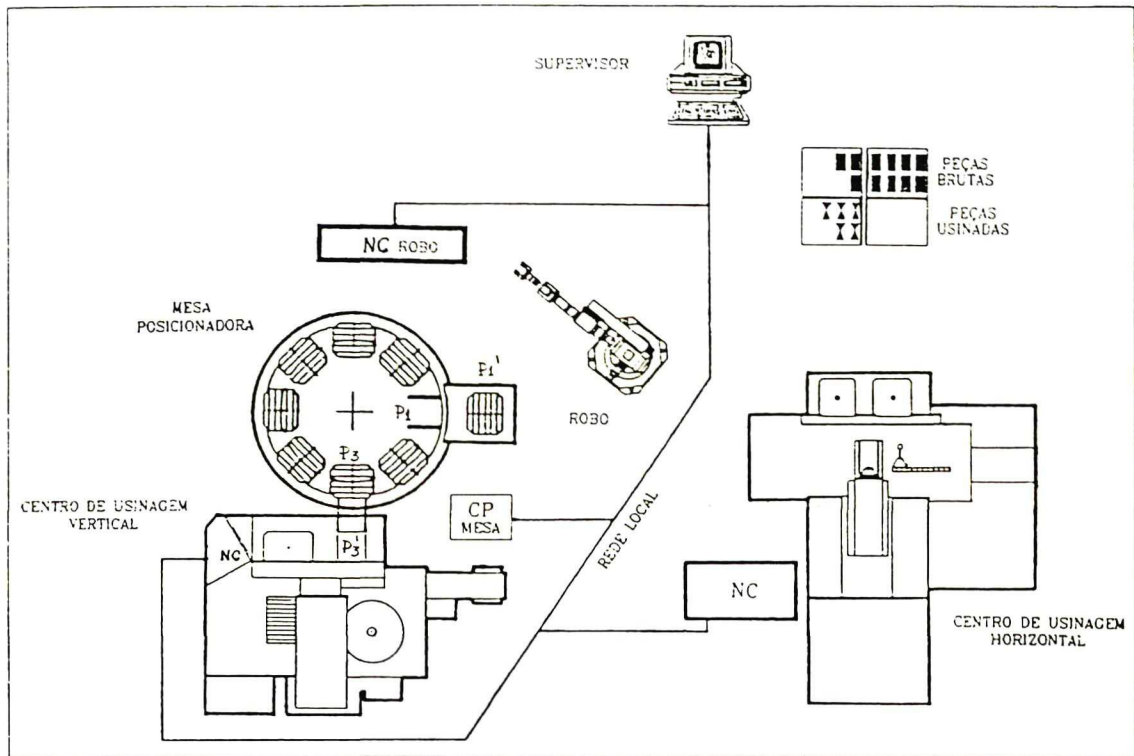 SUPERVISOR
PEÇAS
BRUTAS
PEÇAS
USINADAS
NC ROBO
MESA
POSICIONADORA
P1'
P1
ROBO
P3
CENTRO DE USINAGEM
VERTICAL
CP
MESA
NC
P3'
REDE LOCAL
NC
CENTRO DE USINAGEM
HORIZONTAL